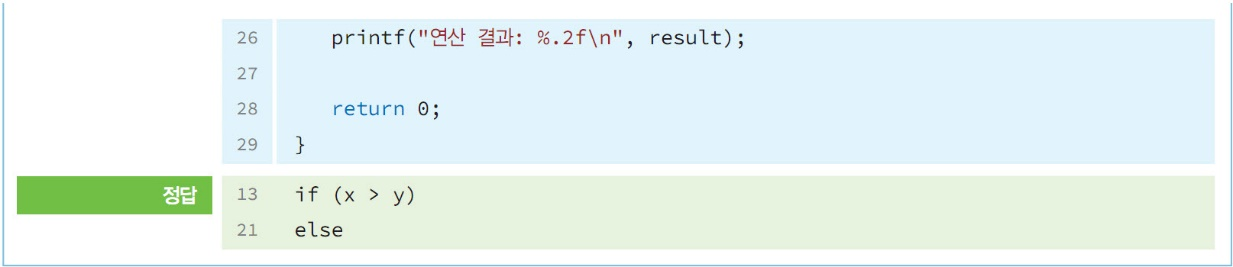 26 printf("연산 결과: %.2f\n", result);
27
28 return 0;
29 }
정답 13 if (x > y)
21 else